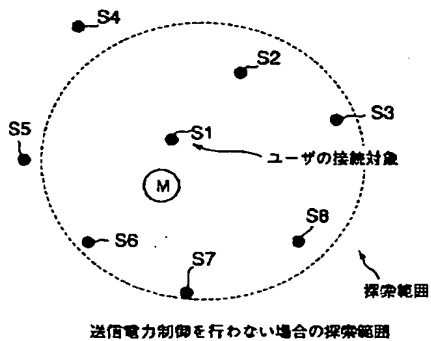 S4
S2
S3
S5
S1
ユーザの接続対象
M
S6
S8
S7
探索範囲
送信電力制御を行わない場合の探索範囲